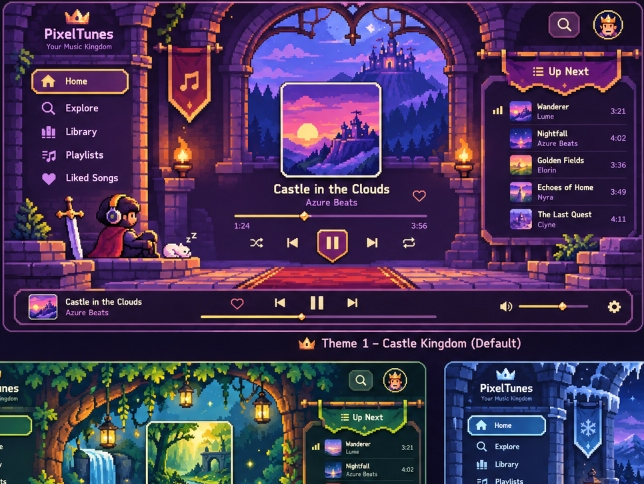 PixelTunes
Your Music Kingdom
Home
Explore
Library
Playlists
Liked Songs
Castle in the Clouds
Azure Beats
1:24
3:56
zZ
Up Next
Wanderer
Lume
3:21
Nightfall
Azure Beats
4:02
Golden Fields
Elorin
3:36
Echoes of Home
Nyra
3:49
The Last Quest
Clyne
4:11
Castle in the Clouds
Azure Beats
Theme 1 – Castle Kingdom (Default)
unes
Kingdom
Up Next
Wanderer
Lume
3:21
Nightfall
Azure Beats
4:02
PixelTunes
Your Music Kingdom
Home
Explore
Library
Playlists